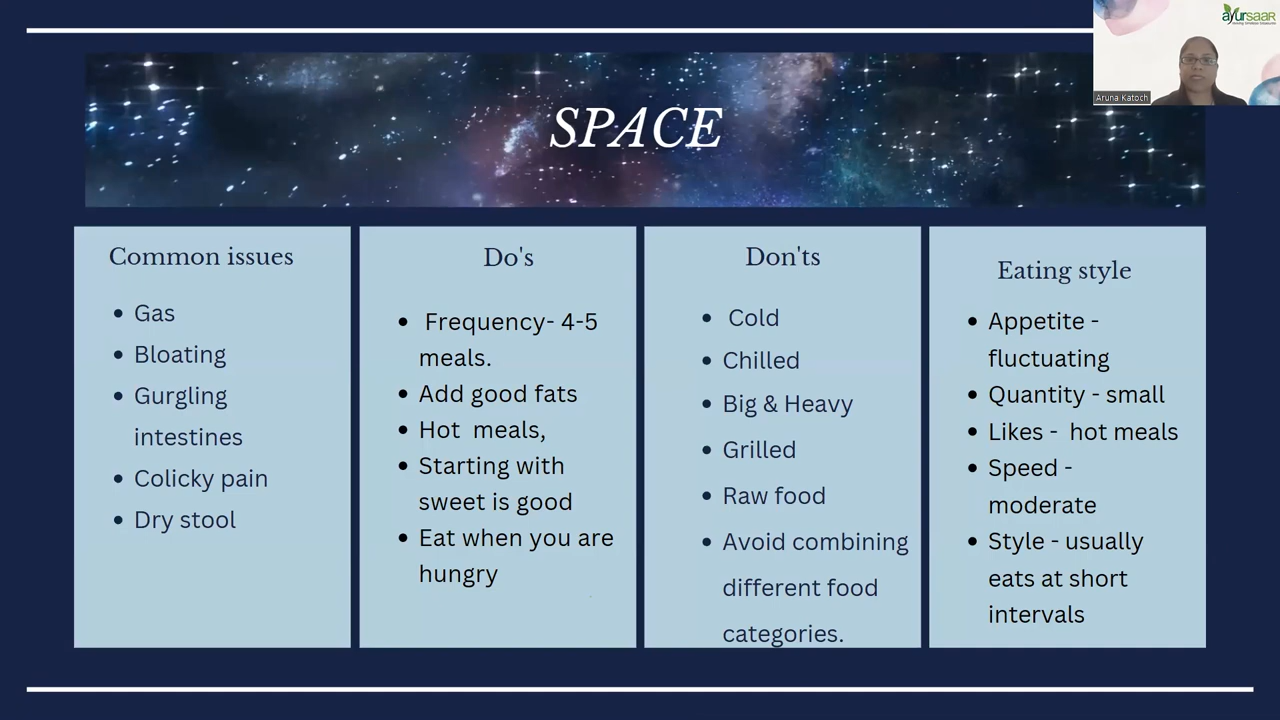 ayurSAAR
Aruna Katoch
SPACE
Common issues
• Gas
• Bloating
• Gurgling
intestines
• Colicky pain
• Dry stool
Do's
• Frequency- 4-5
meals.
• Add good fats
• Hot meals,
• Starting with
sweet is good
• Eat when you are
hungry
Don'ts
• Cold
• Chilled
• Big & Heavy
• Grilled
• Raw food
• Avoid combining
different food
categories.
Eating style
• Appetite -
fluctuating
• Quantity - small
• Likes - hot meals
• Speed -
moderate
• Style - usually
eats at short
intervals